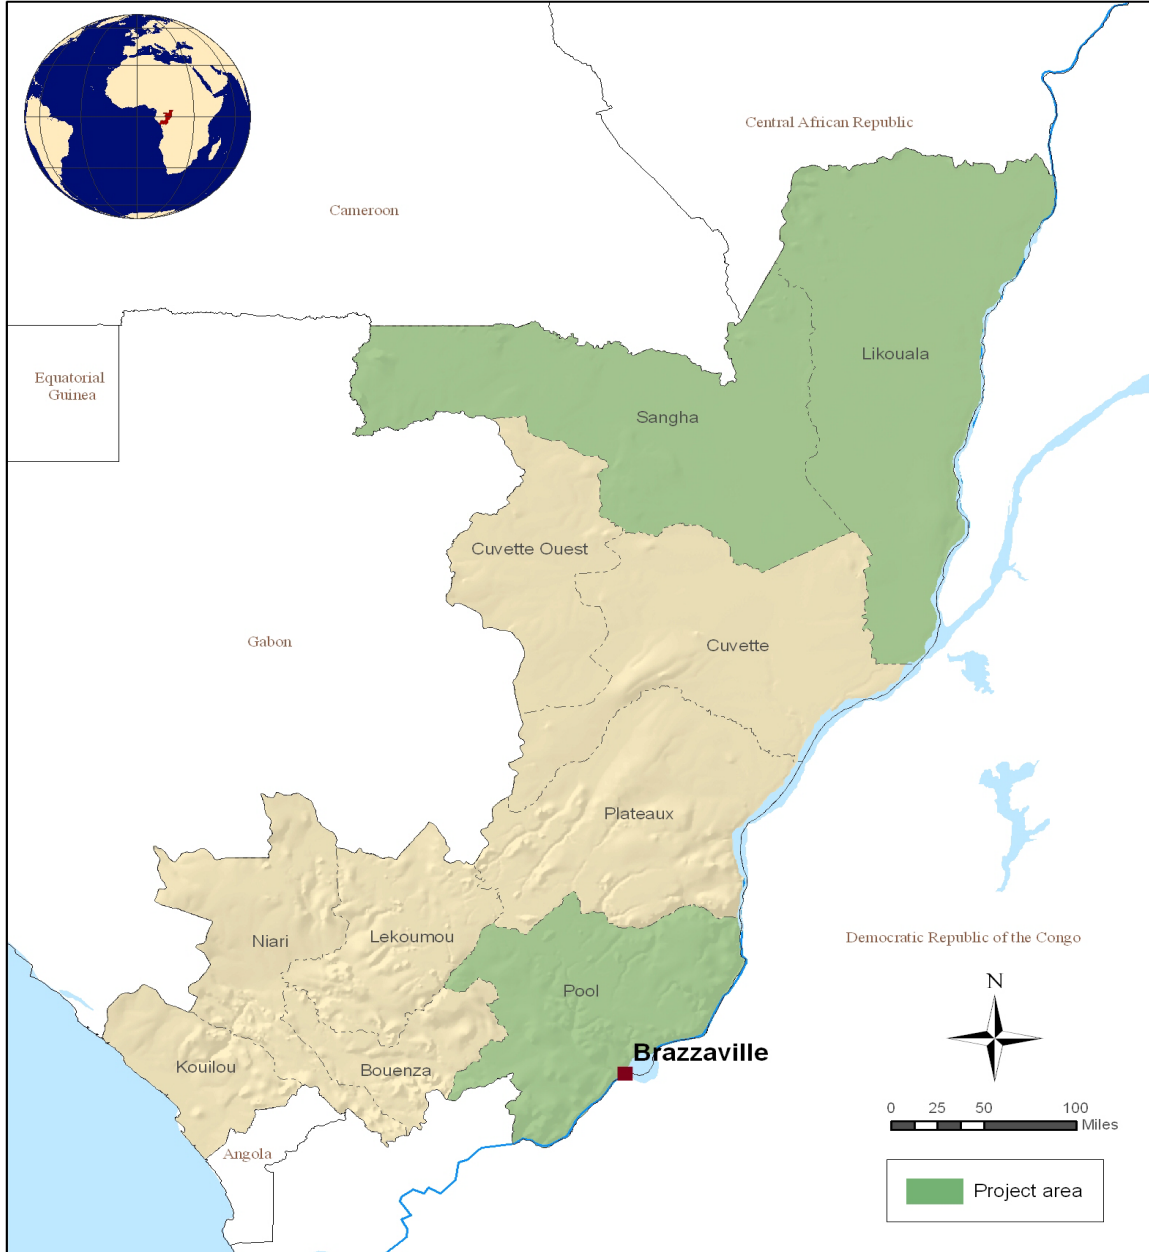 Central African Republic
Cameroon
Likouala
Equatorial
Guinea
Sangha
Cuvette Ouest
Gabon
Cuvette
Plateaux
Niari
Lekoumou
Democratic Republic of the Congo
N
Pool
Brazzaville
Kouilou
Bouenza
0 25 50 100
Miles
Angola
Project area